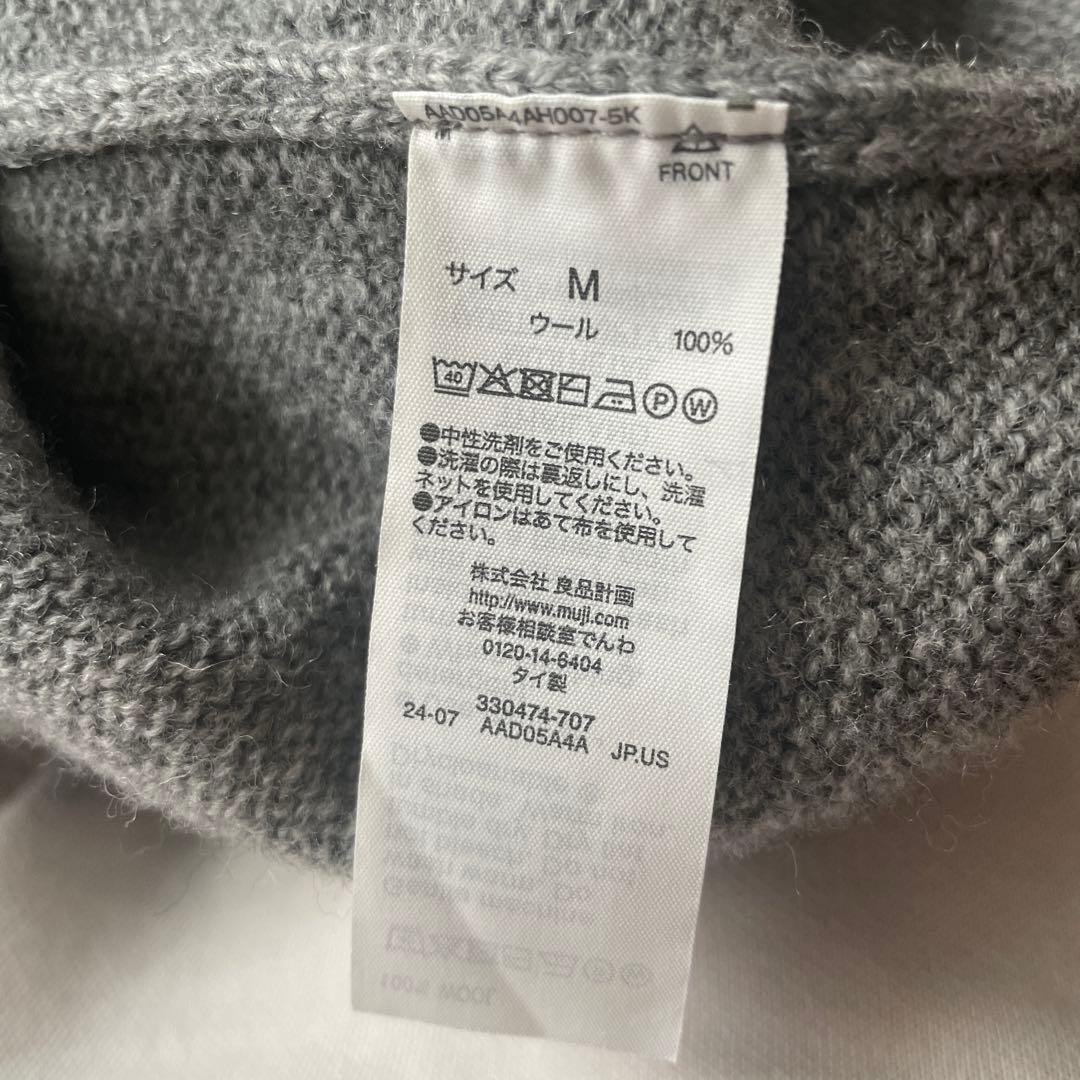 AAD05A4AH007-5K
FRONT
サイズ M
ウール 100%
40 P W
●中性洗剤をご使用ください。
●洗濯の際は裏返しにし、洗濯
ネットを使用してください。
●アイロンはあて布を使用して
ください。
株式会社 良品計画
http://www.muji.com
お客様相談室でんわ
0120-14-6404
タイ製
330474-707
24-07 AAD05A4A JP.US